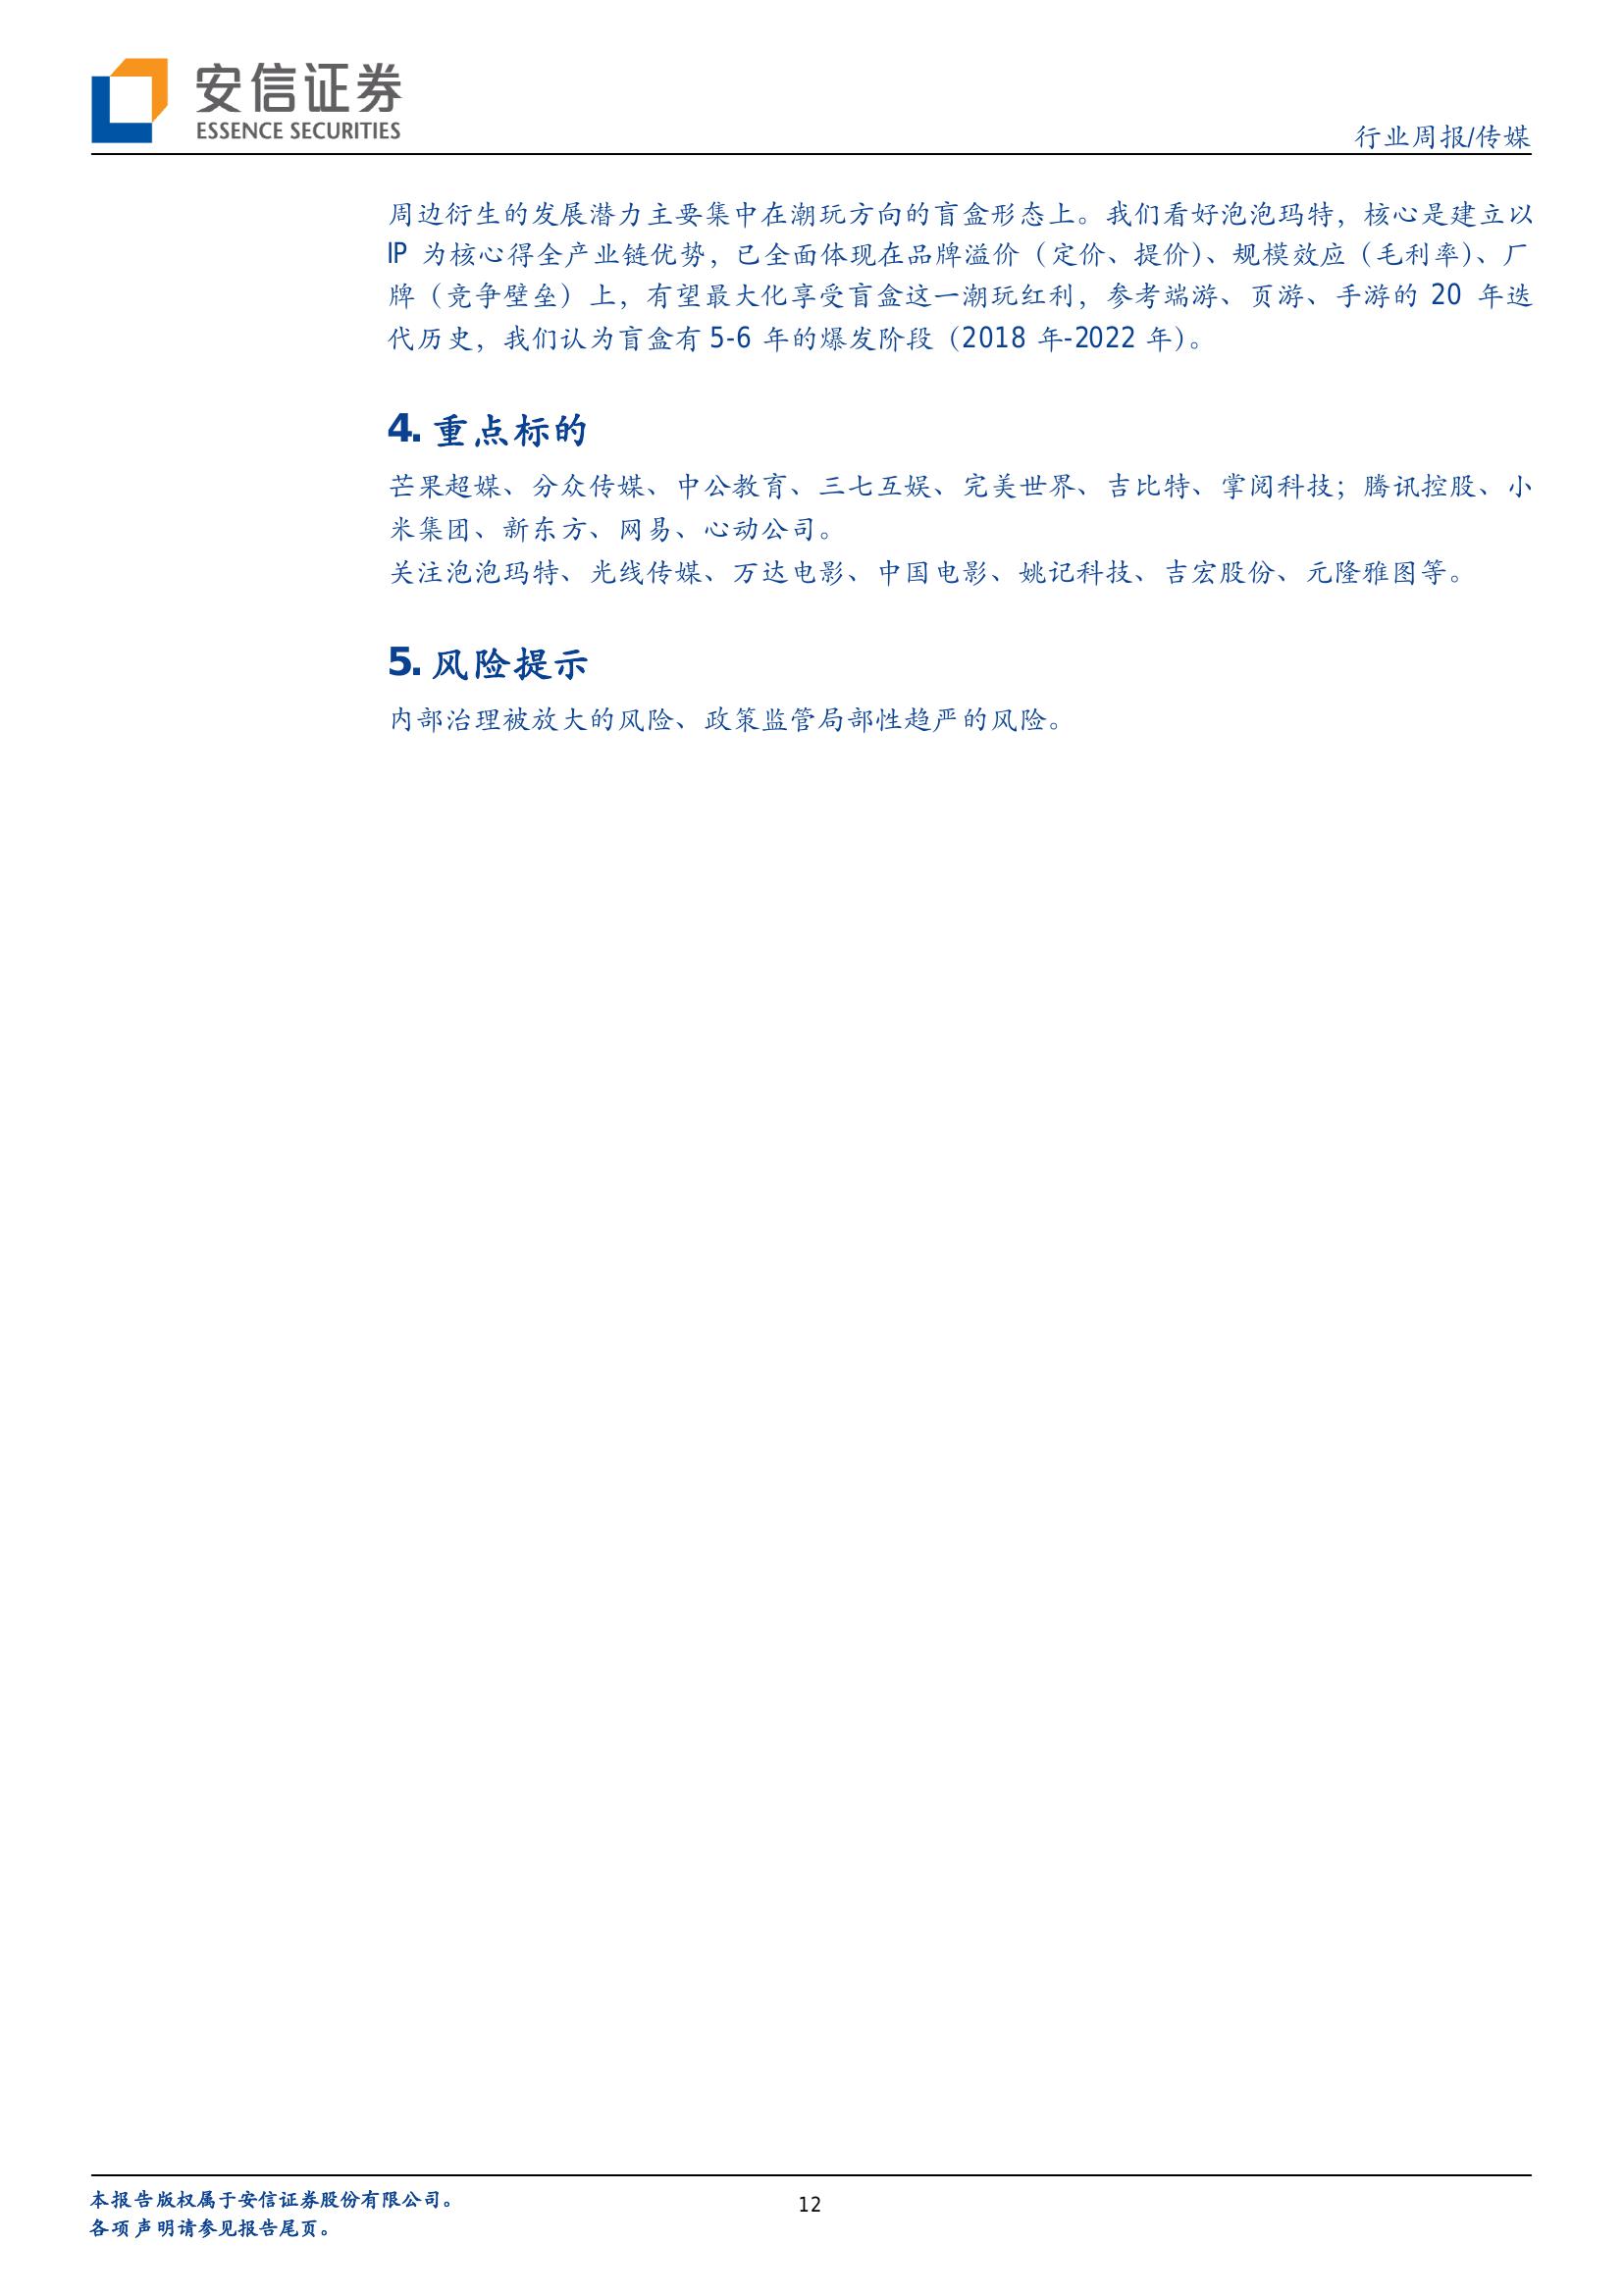 安信证券
ESSENCE SECURITIES
行业周报/传媒
周边衍生的发展潜力主要集中在潮玩方向的盲盒形态上。我们看好泡泡玛特，核心是建立以
IP 为核心得全产业链优势，已全面体现在品牌溢价（定价、提价）、规模效应（毛利率）、厂
牌（竞争壁垒）上，有望最大化享受盲盒这一潮玩红利，参考端游、页游、手游的 20 年迭
代历史，我们认为盲盒有 5-6 年的爆发阶段（2018 年-2022 年）。
4. 重点标的
芒果超媒、分众传媒、中公教育、三七互娱、完美世界、吉比特、掌阅科技；腾讯控股、小
米集团、新东方、网易、心动公司。
关注泡泡玛特、光线传媒、万达电影、中国电影、姚记科技、吉宏股份、元隆雅图等。
5. 风险提示
内部治理被放大的风险、政策监管局部性趋严的风险。
本报告版权属于安信证券股份有限公司。
各项声明请参见报告尾页。
12